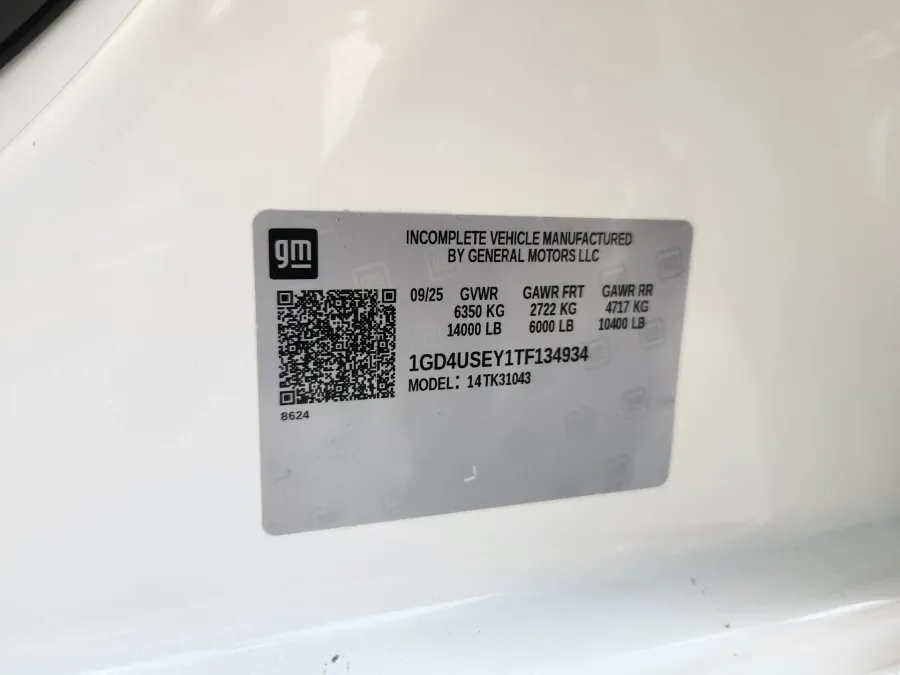 gm
INCOMPLETE VEHICLE MANUFACTURED
BY GENERAL MOTORS LLC
09/25 GVWR GAWR FRT GAWR RR
6350 KG 2722 KG 4717 KG
14000 LB 6000 LB 10400 LB
1GD4USEY1TF134934
MODEL: 14TK31043
8624